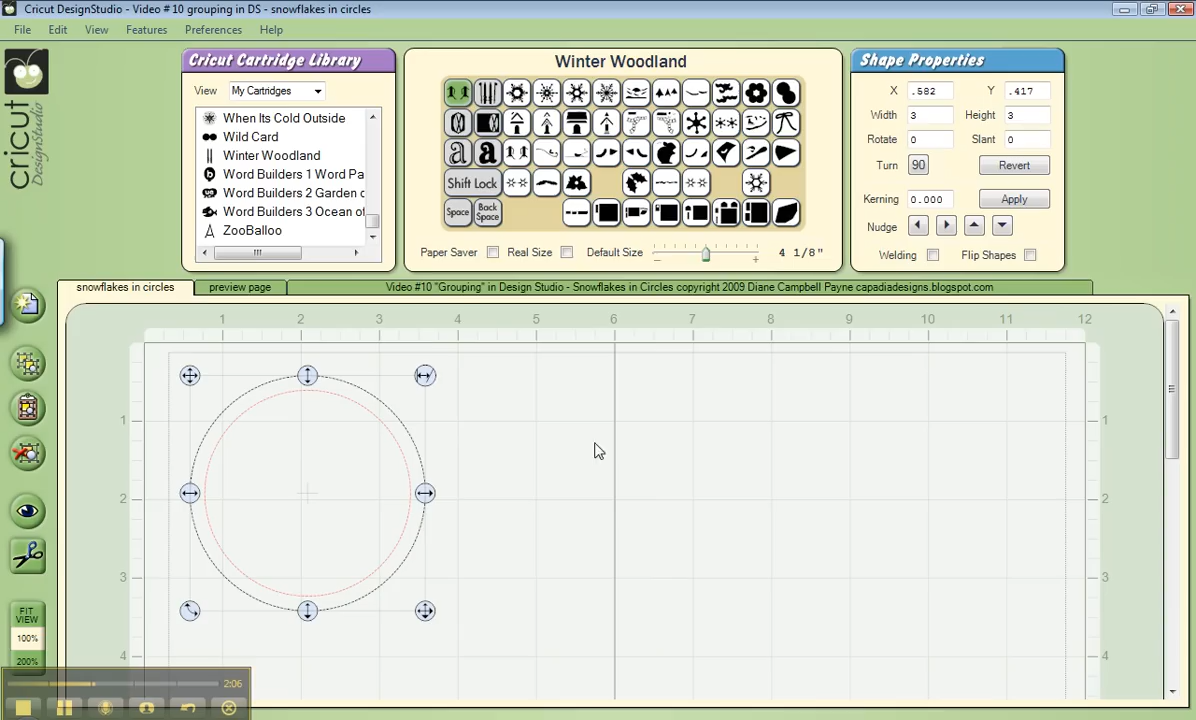 Cricut DesignStudio - Video # 10 grouping in DS - snowflakes in circles
File Edit View Features Preferences Help
Cricut Cartridge Library
View My Cartridges
When Its Cold Outside
Wild Card
Winter Woodland
Word Builders 1 Word Pa
Word Builders 2 Garden o
Word Builders 3 Ocean of
ZooBalloo
Winter Woodland
a a
Shift Lock
Space Back Space
Paper Saver Real Size Default Size 4 1/8"
Shape Properties
X .582 Y .417
Width 3 Height 3
Rotate 0 Slant 0
Turn 90 Revert
Kerning 0.000 Apply
Nudge
Welding Flip Shapes
cricut DesignStudio
snowflakes in circles preview page Video #10 "Grouping" in Design Studio - Snowflakes in Circles copyright 2009 Diane Campbell Payne capadiadesigns.blogspot.com
1 2 3 4 5 6 7 8 9 10 11 12
1 1
2 2
3 3
4 4
FIT VIEW
100%
200%
2:06